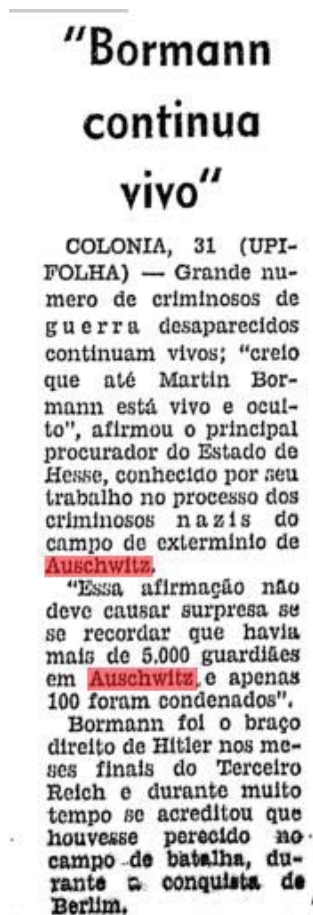 "Bormann
continua
vivo"
COLONIA, 31 (UPI-
FOLHA) — Grande nu-
mero de criminosos de
guerra desaparecidos
continuam vivos; "creio
que até Martin Bor-
mann está vivo e ocul-
to", afirmou o principal
procurador do Estado de
Hesse, conhecido por seu
trabalho no processo dos
criminosos nazis do
campo de exterminio de
Auschwitz.
"Essa afirmação não
deve causar surpresa se
se recordar que havia
mais de 5.000 guardiães
em Auschwitz e apenas
100 foram condenados".
Bormann foi o braço
direito de Hitler nos me-
ses finais do Terceiro
Reich e durante muito
tempo se acreditou que
houvesse perecido no
campo de batalha, du-
rante a conquista de
Berlim.